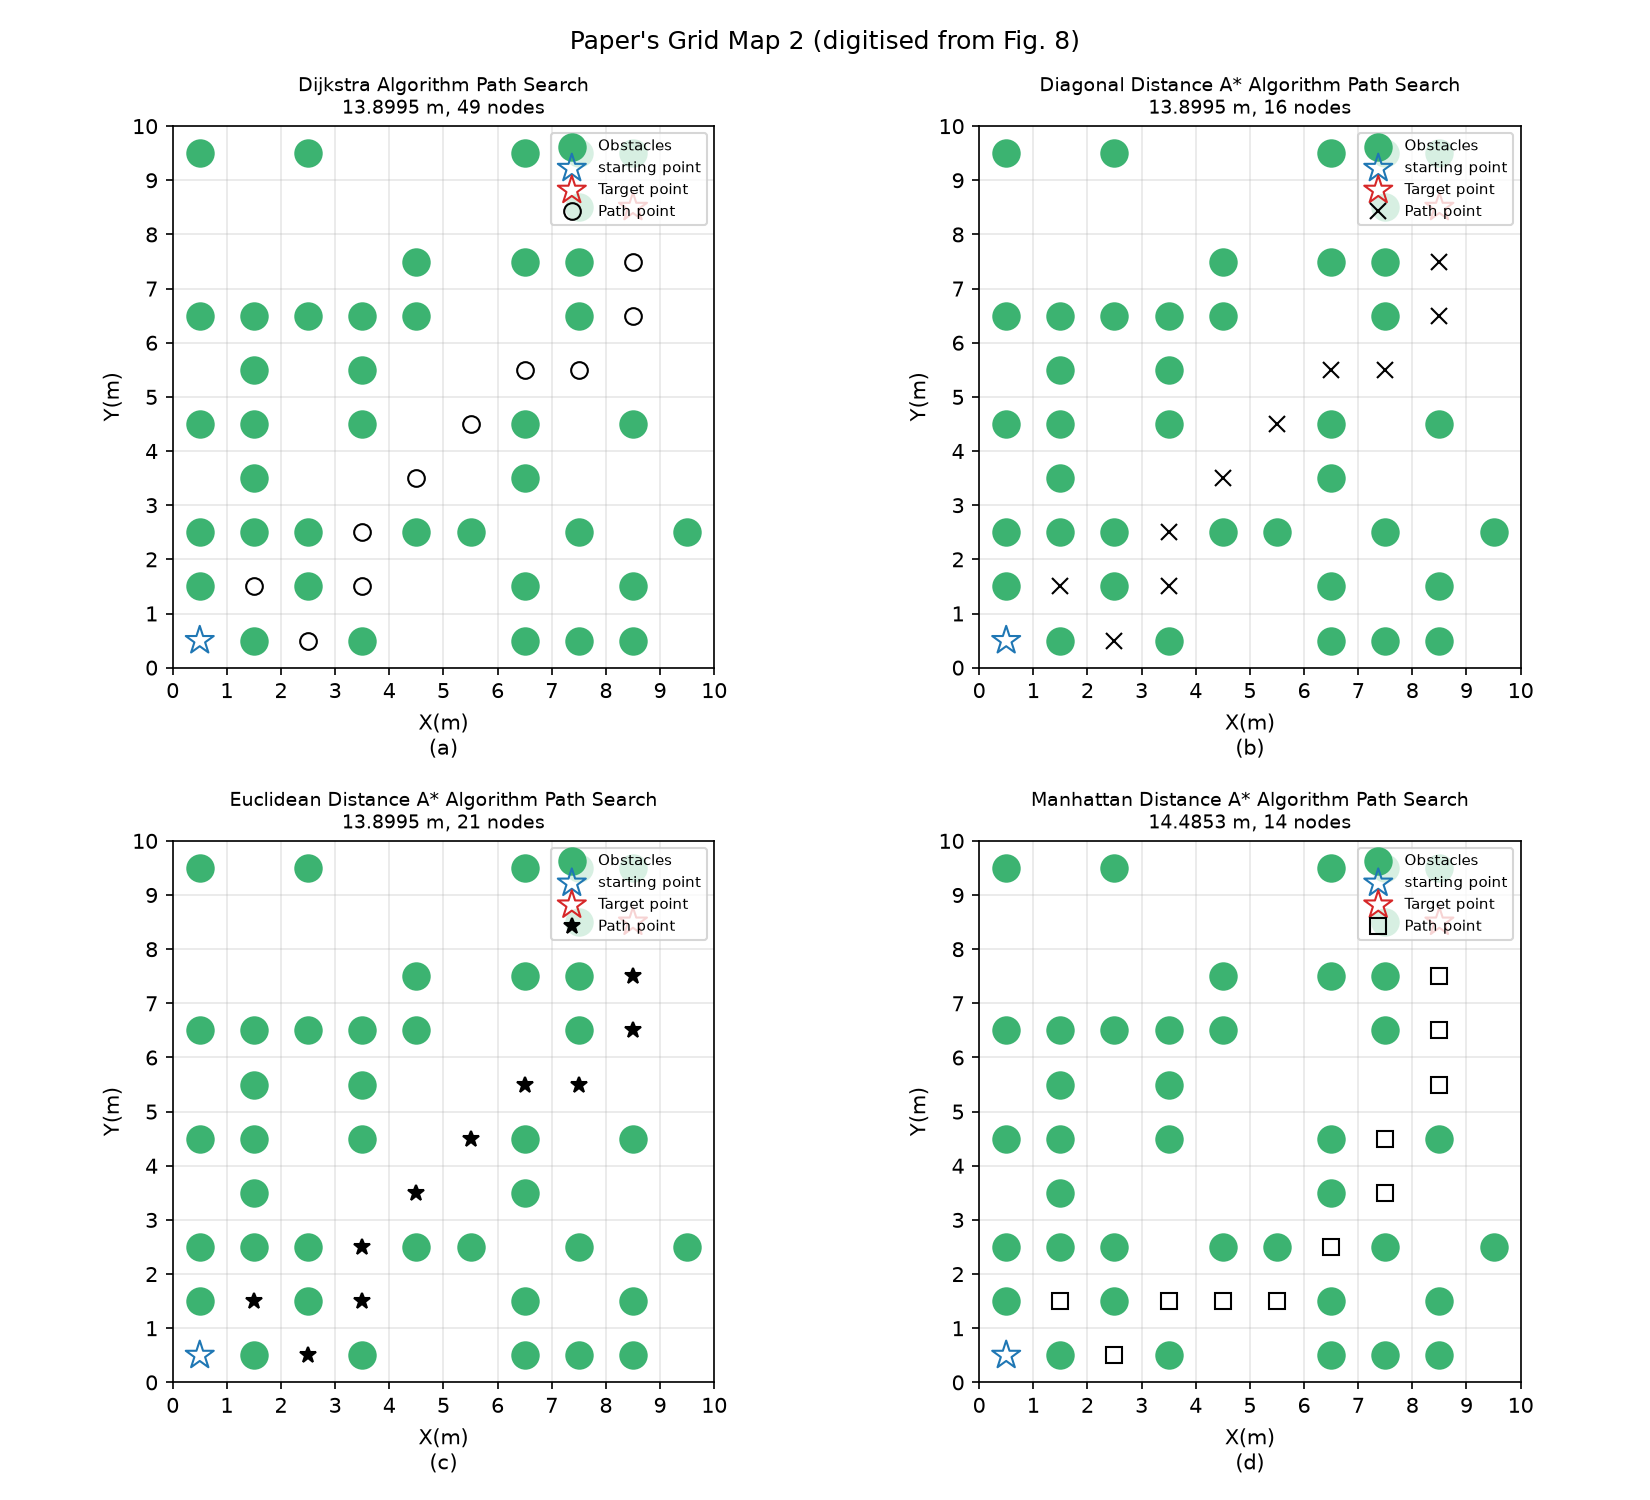 Paper's Grid Map 2 (digitised from Fig. 8)
Dijkstra Algorithm Path Search
13.8995 m, 49 nodes
Obstacles
starting point
Target point
Path point
10
9
8
7
6
5
4
3
2
1
0
Y(m)
0 1 2 3 4 5 6 7 8 9 10
X(m)
(a)
Diagonal Distance A* Algorithm Path Search
13.8995 m, 16 nodes
Obstacles
starting point
Target point
Path point
10
9
8
7
6
5
4
3
2
1
0
Y(m)
0 1 2 3 4 5 6 7 8 9 10
X(m)
(b)
Euclidean Distance A* Algorithm Path Search
13.8995 m, 21 nodes
Obstacles
starting point
Target point
Path point
10
9
8
7
6
5
4
3
2
1
0
Y(m)
0 1 2 3 4 5 6 7 8 9 10
X(m)
(c)
Manhattan Distance A* Algorithm Path Search
14.4853 m, 14 nodes
Obstacles
starting point
Target point
Path point
10
9
8
7
6
5
4
3
2
1
0
Y(m)
0 1 2 3 4 5 6 7 8 9 10
X(m)
(d)